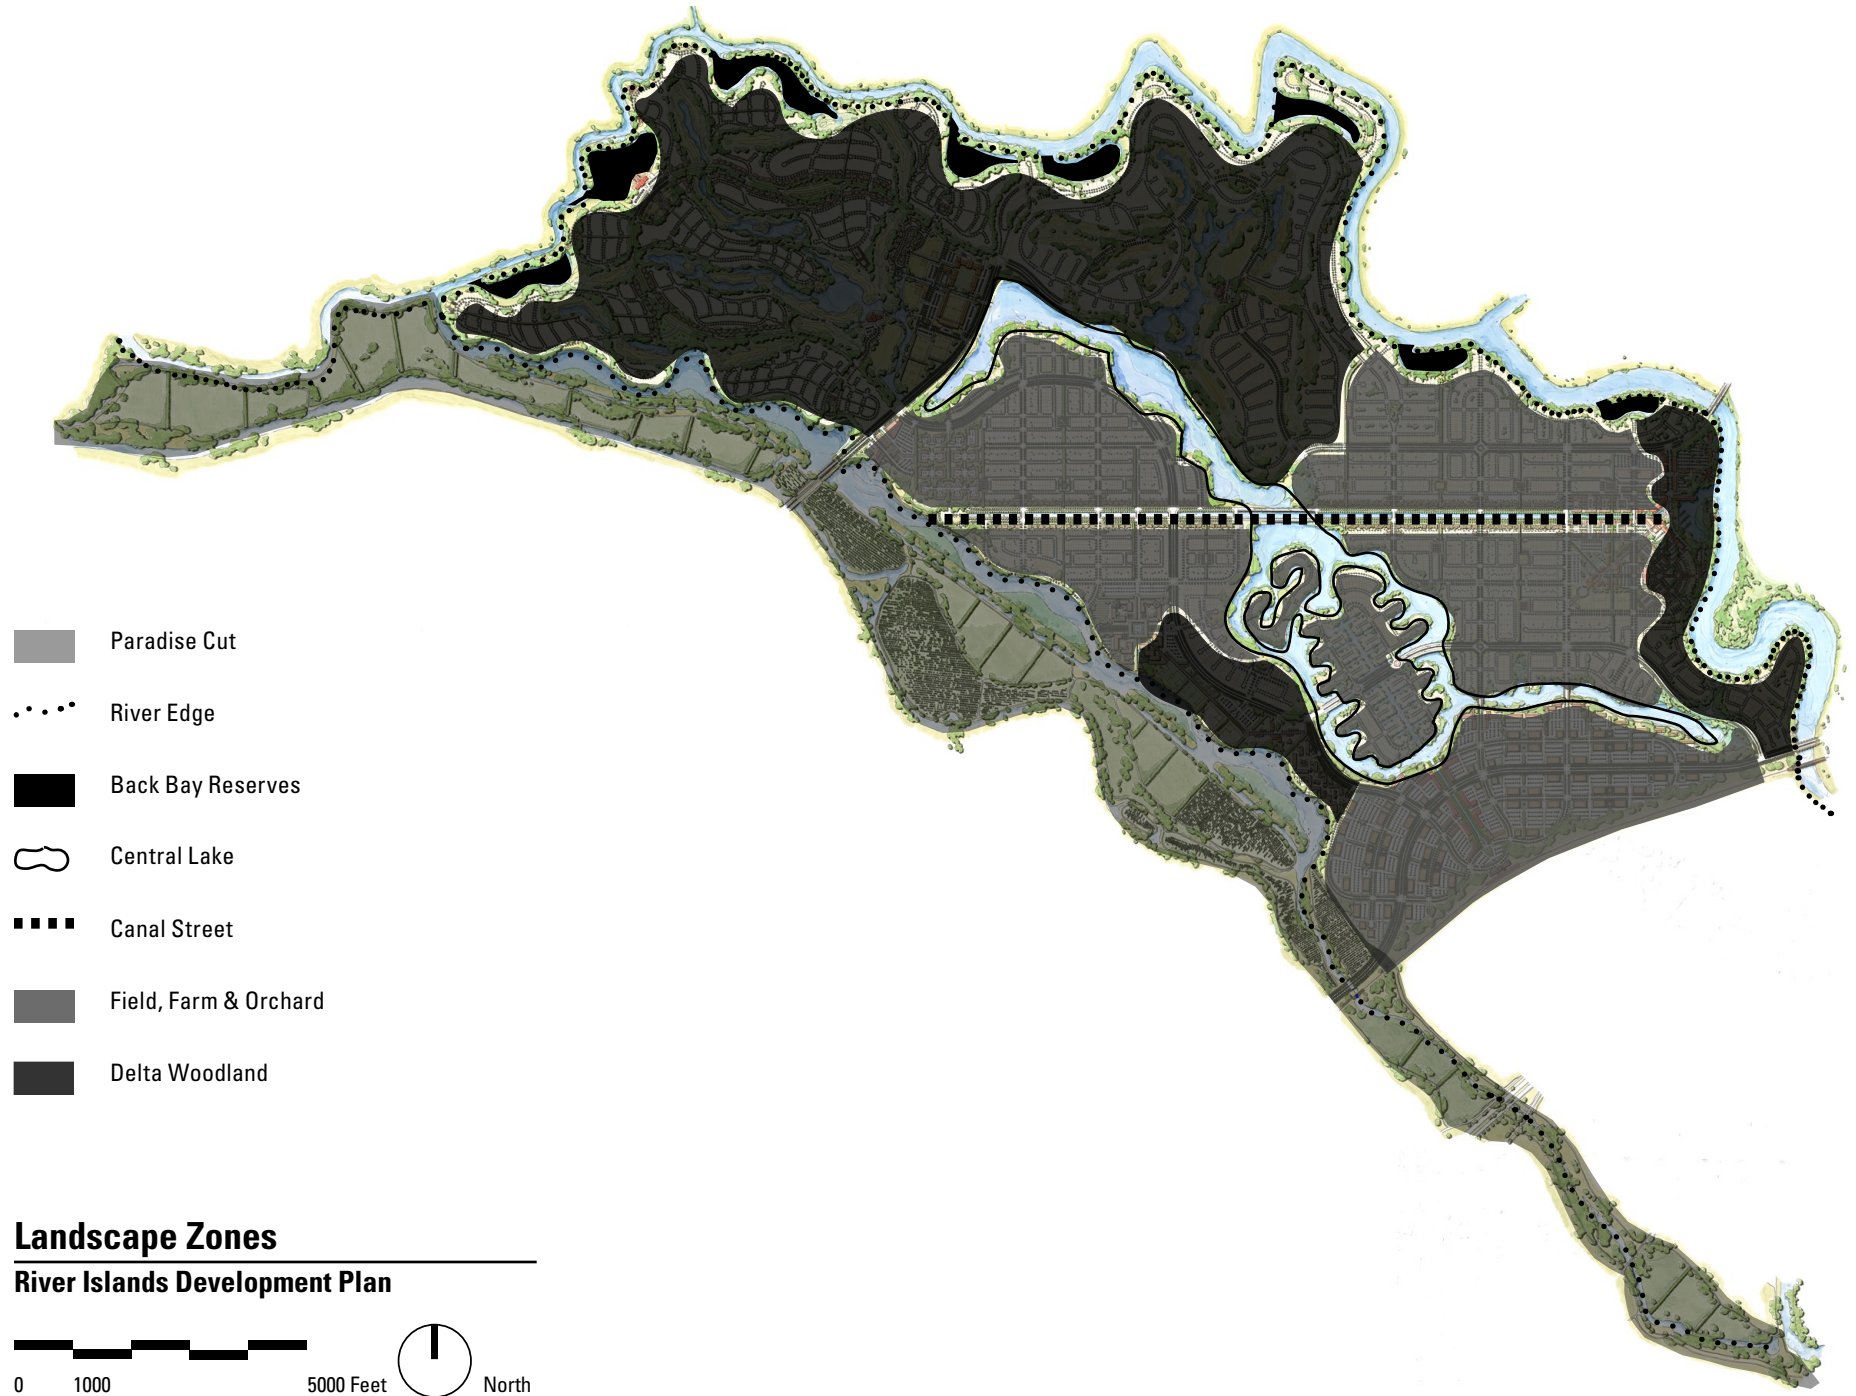 Paradise Cut
River Edge
Back Bay Reserves
Central Lake
Canal Street
Field, Farm & Orchard
Delta Woodland
Landscape Zones
River Islands Development Plan
0 1000 5000 Feet North